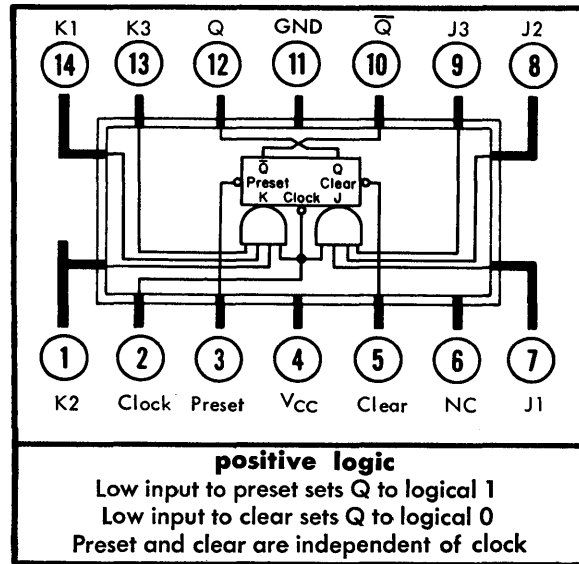 K1 K3 Q GND Q̅ J3 J2
14 13 12 11 10 9 8
Q̅ Q
Preset Clear
K Clock J
1 2 3 4 5 6 7
K2 Clock Preset VCC Clear NC J1
positive logic
Low input to preset sets Q to logical 1
Low input to clear sets Q to logical 0
Preset and clear are independent of clock